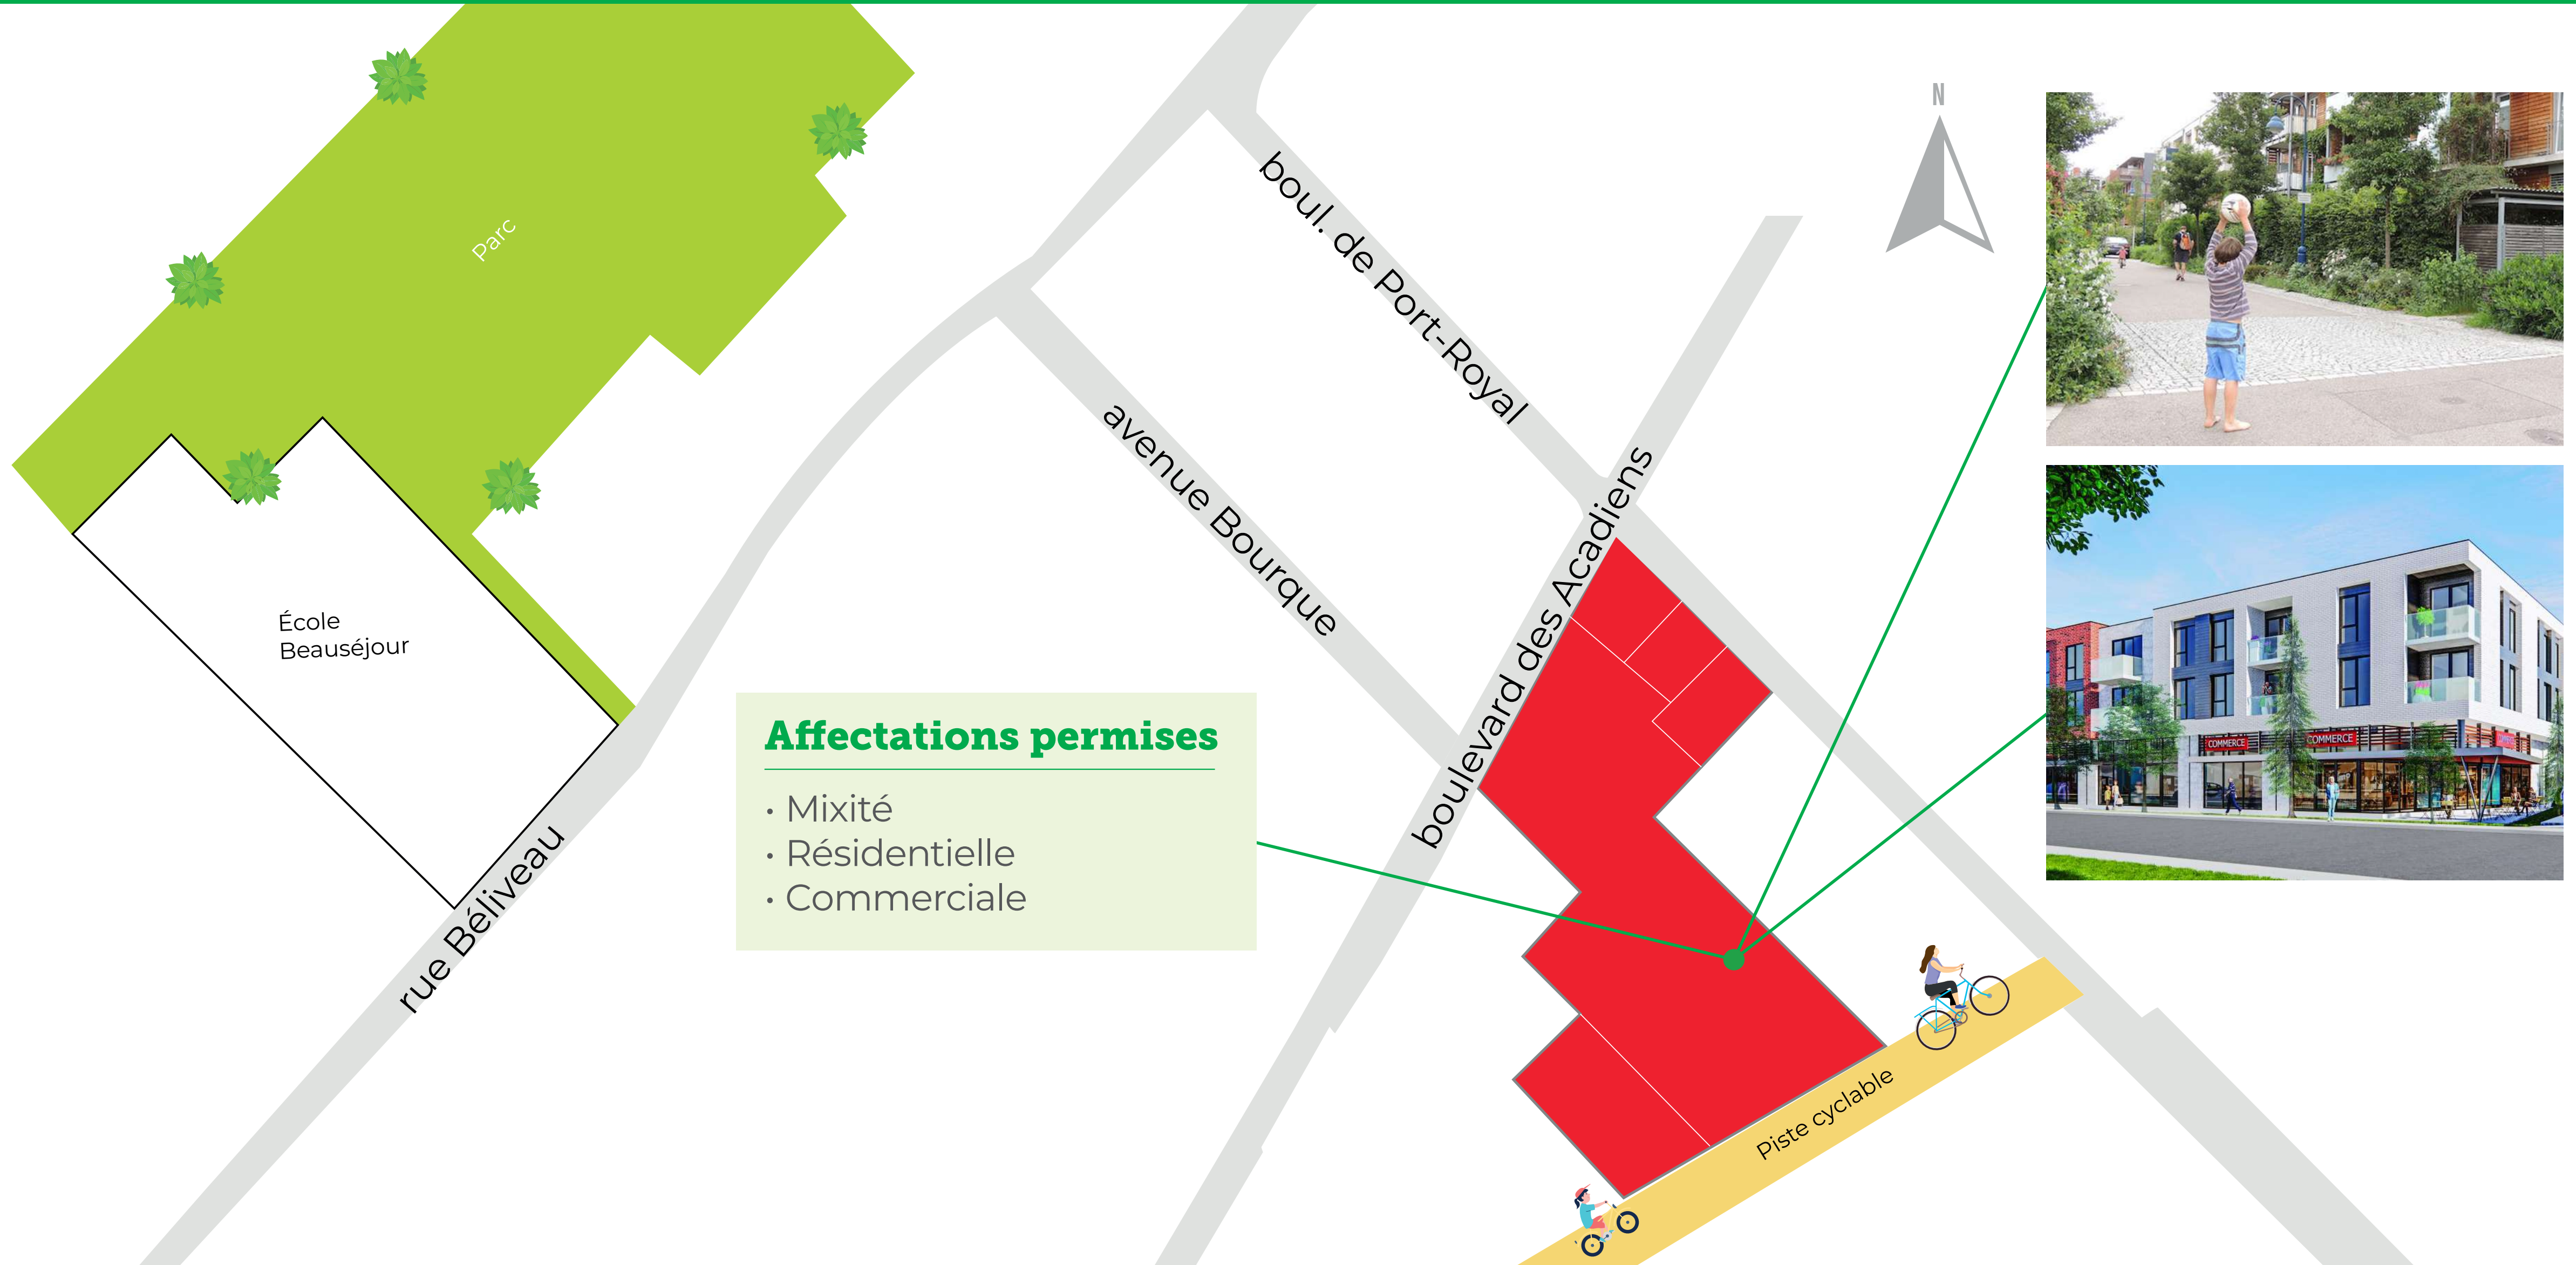 N
Parc
boul. de Port-Royal
avenue Bourque
boulevard des Acadiens
École
Beauséjour
rue Béliveau
Affectations permises
• Mixité
• Résidentielle
• Commerciale
COMMERCE
COMMERCE
Piste cyclable